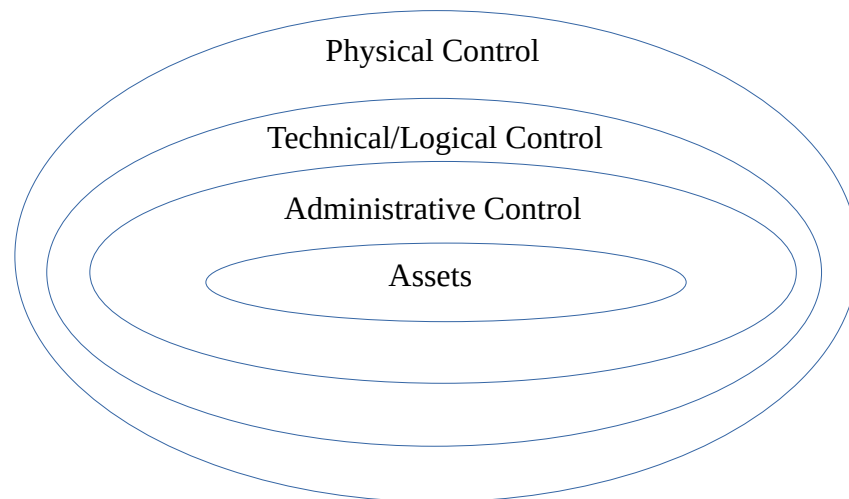 Physical Control
Technical/Logical Control
Administrative Control
Assets